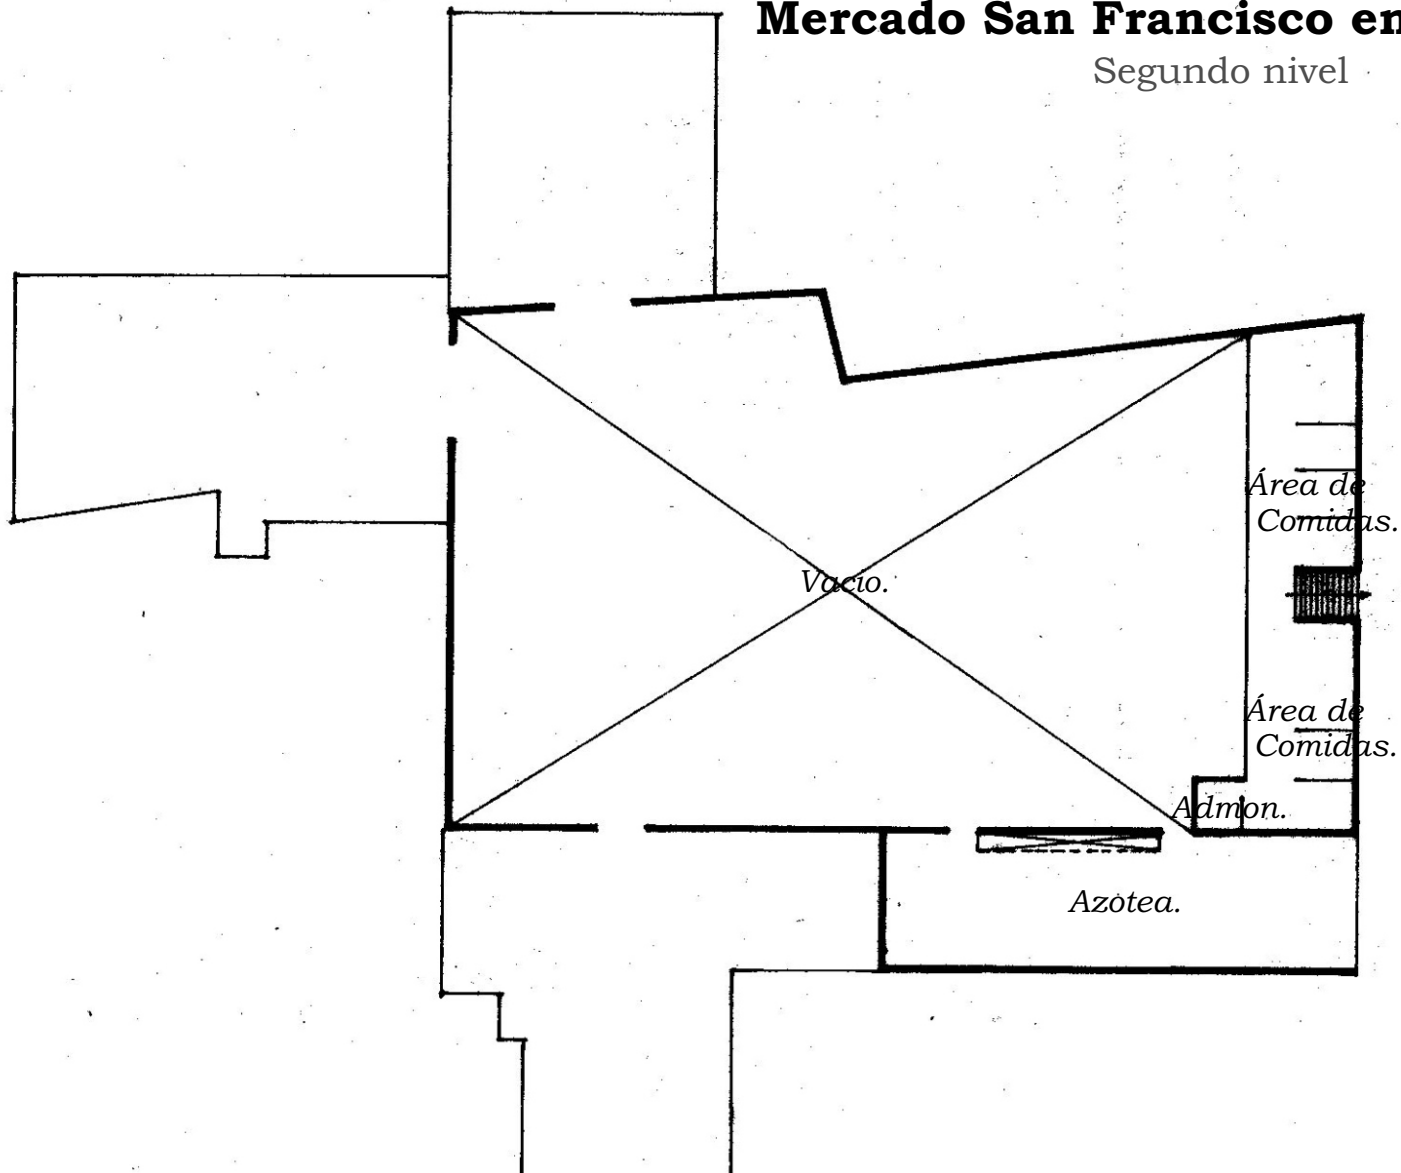 Mercado San Francisco en
Segundo nivel
Área de
Comidas.
Vacio.
Área de
Comidas.
Admon.
Azotea.